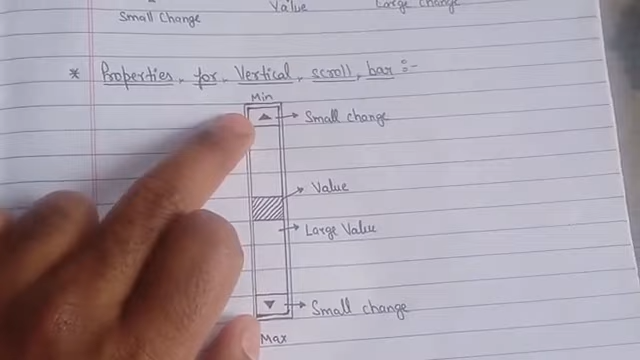 Value
Large Change
Small Change
* Properties, for, Vertical, scroll, bar :-
Min
Small change
Value
Large Value
Small change
Max